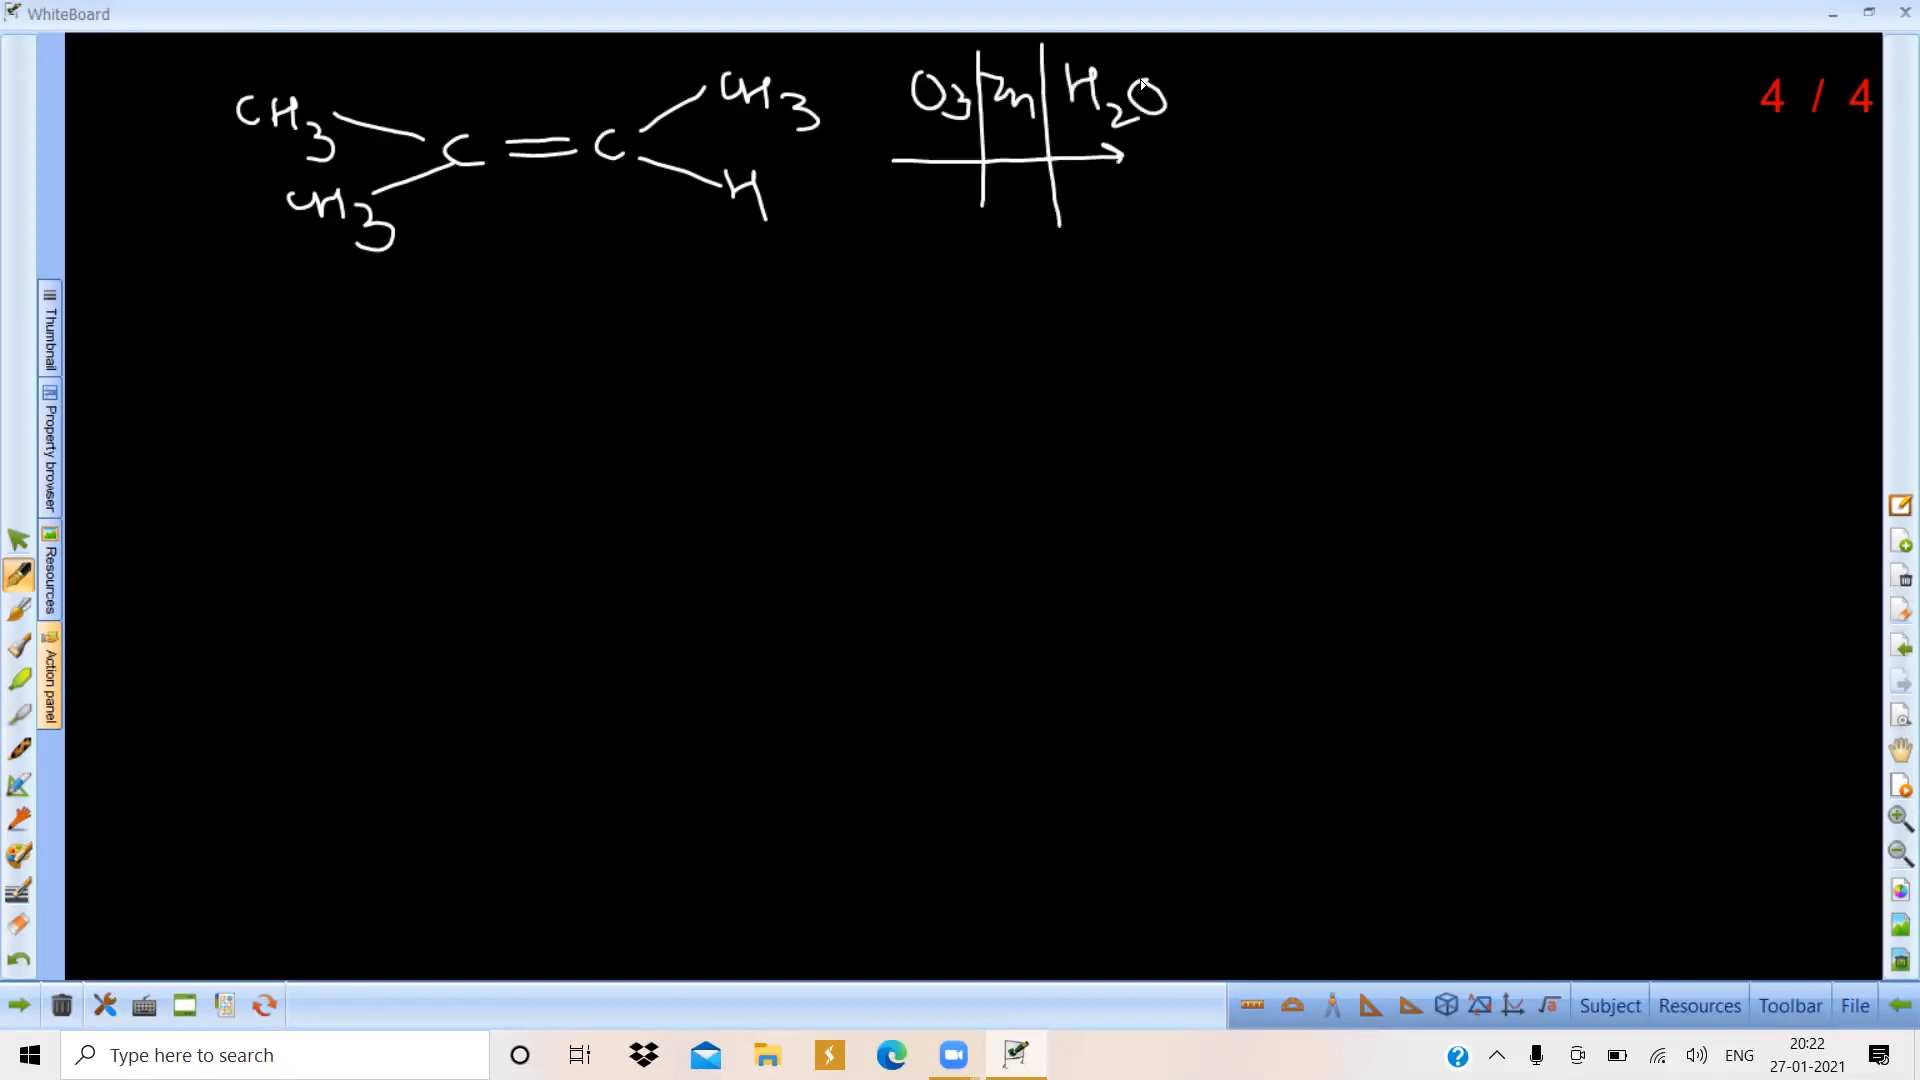 WhiteBoard
CH3 CH3 O3 Zn H2O
C = C
CH3 H
4 / 4
Thumbnail
Property browser
Resources
Action panel
Subject Resources Toolbar File
Type here to search
ENG
20:22
27-01-2021